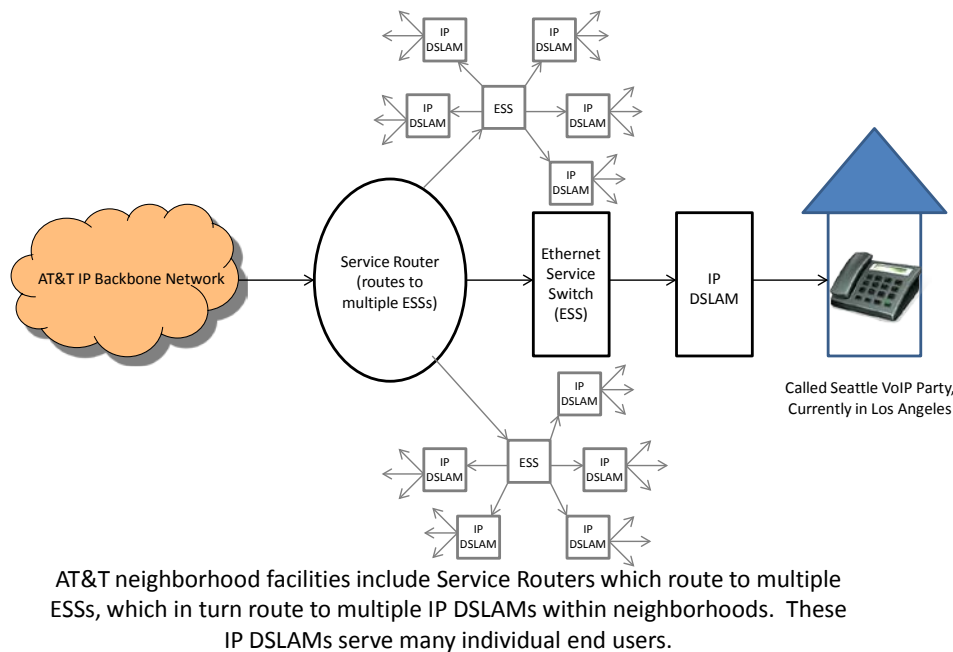 IP
DSLAM
IP
DSLAM
IP
DSLAM
ESS
IP
DSLAM
IP
DSLAM
AT&T IP Backbone Network
Service Router
(routes to
multiple ESSs)
Ethernet
Service
Switch
(ESS)
IP
DSLAM
Called Seattle VoIP Party,
Currently in Los Angeles
IP
DSLAM
IP
DSLAM
ESS
IP
DSLAM
IP
DSLAM
IP
DSLAM
AT&T neighborhood facilities include Service Routers which route to multiple
ESSs, which in turn route to multiple IP DSLAMs within neighborhoods.  These
IP DSLAMs serve many individual end users.